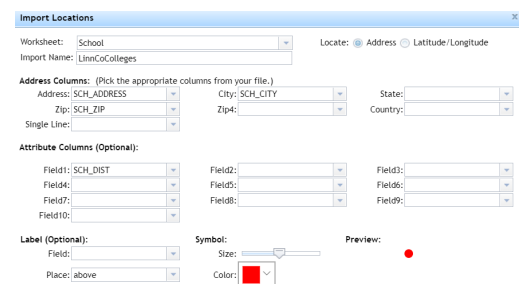 Import Locations x
Worksheet: School Locate: Address Latitude/Longitude
Import Name: LinnCoColleges
Address Columns: (Pick the appropriate columns from your file.)
Address: SCH_ADDRESS City: SCH_CITY State:
Zip: SCH_ZIP Zip4: Country:
Single Line:
Attribute Columns (Optional):
Field1: SCH_DIST Field2: Field3:
Field4: Field5: Field6:
Field7: Field8: Field9:
Field10:
Label (Optional): Symbol: Preview:
Field: Size:
Place: above Color: